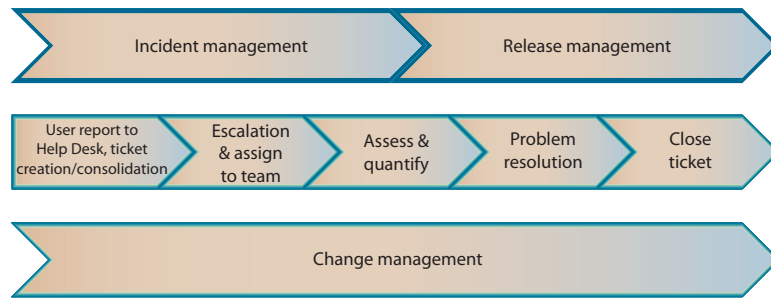 Incident management
Release management
User report to
Help Desk, ticket
creation/consolidation
Escalation
& assign
to team
Assess &
quantify
Problem
resolution
Close
ticket
Change management